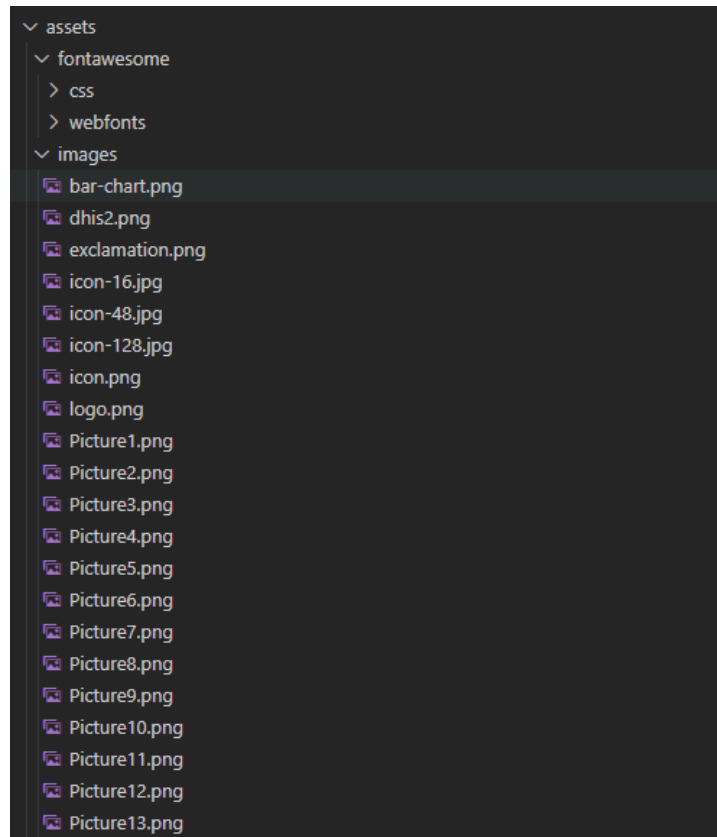 assets
fontawesome
css
webfonts
images
bar-chart.png
dhis2.png
exclamation.png
icon-16.jpg
icon-48.jpg
icon-128.jpg
icon.png
logo.png
Picture1.png
Picture2.png
Picture3.png
Picture4.png
Picture5.png
Picture6.png
Picture7.png
Picture8.png
Picture9.png
Picture10.png
Picture11.png
Picture12.png
Picture13.png